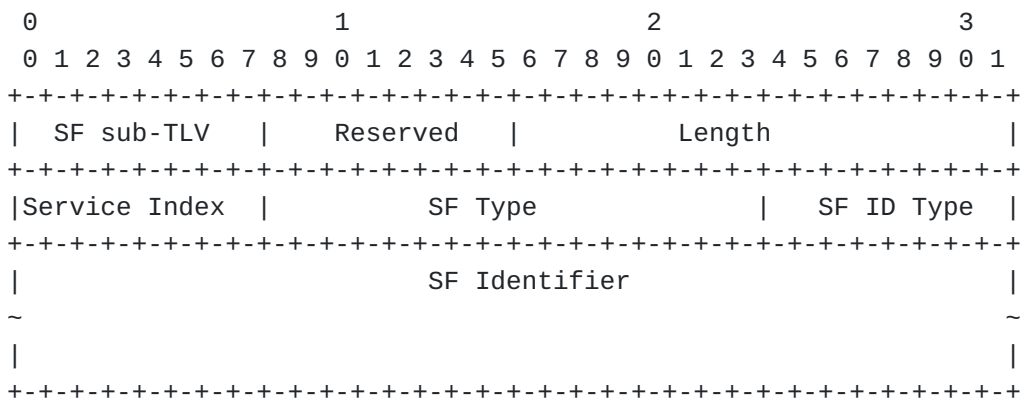 0                   1                   2                   3
 0 1 2 3 4 5 6 7 8 9 0 1 2 3 4 5 6 7 8 9 0 1 2 3 4 5 6 7 8 9 0 1
+-+-+-+-+-+-+-+-+-+-+-+-+-+-+-+-+-+-+-+-+-+-+-+-+-+-+-+-+-+-+-+-+
|  SF sub-TLV   |    Reserved   |          Length               |
+-+-+-+-+-+-+-+-+-+-+-+-+-+-+-+-+-+-+-+-+-+-+-+-+-+-+-+-+-+-+-+-+
|Service Index  |          SF Type              |   SF ID Type  |
+-+-+-+-+-+-+-+-+-+-+-+-+-+-+-+-+-+-+-+-+-+-+-+-+-+-+-+-+-+-+-+-+
|                          SF Identifier                        |
~                                                               ~
|                                                               |
+-+-+-+-+-+-+-+-+-+-+-+-+-+-+-+-+-+-+-+-+-+-+-+-+-+-+-+-+-+-+-+-+